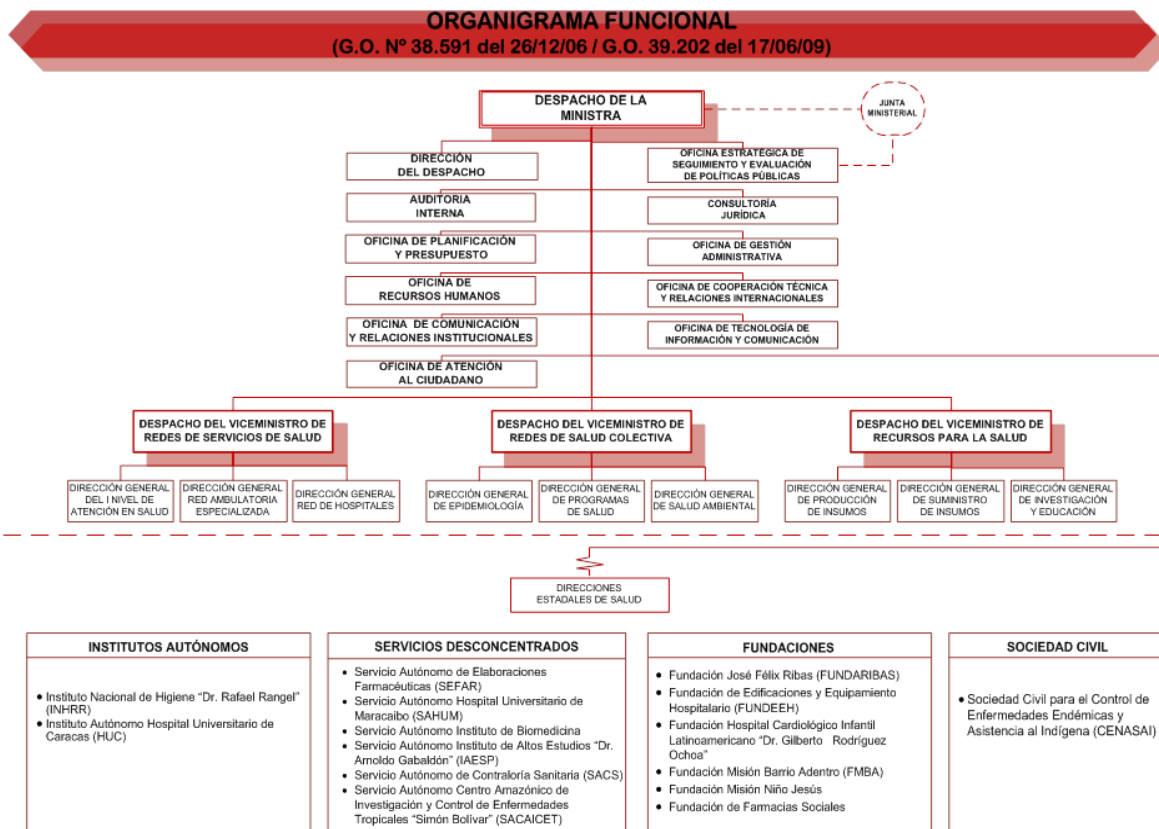 ORGANIGRAMA FUNCIONAL
(G.O. Nº 38.591 del 26/12/06 / G.O. 39.202 del 17/06/09)
DESPACHO DE LA
MINISTRA
JUNTA
MINISTERIAL
DIRECCIÓN
DEL DESPACHO
OFICINA ESTRATÉGICA DE
SEGUIMIENTO Y EVALUACIÓN
DE POLÍTICAS PÚBLICAS
AUDITORIA
INTERNA
CONSULTORÍA
JURÍDICA
OFICINA DE PLANIFICACIÓN
Y PRESUPUESTO
OFICINA DE GESTIÓN
ADMINISTRATIVA
OFICINA DE
RECURSOS HUMANOS
OFICINA DE COOPERACIÓN TÉCNICA
Y RELACIONES INTERNACIONALES
OFICINA DE COMUNICACIÓN
Y RELACIONES INSTITUCIONALES
OFICINA DE TECNOLOGÍA DE
INFORMACIÓN Y COMUNICACIÓN
OFICINA DE ATENCIÓN
AL CIUDADANO
DESPACHO DEL VICEMINISTRO DE
REDES DE SERVICIOS DE SALUD
DESPACHO DEL VICEMINISTRO DE
REDES DE SALUD COLECTIVA
DESPACHO DEL VICEMINISTRO DE
RECURSOS PARA LA SALUD
DIRECCIÓN GENERAL
DEL I NIVEL DE
ATENCIÓN EN SALUD
DIRECCIÓN GENERAL
RED AMBULATORIA
ESPECIALIZADA
DIRECCIÓN GENERAL
RED DE HOSPITALES
DIRECCIÓN GENERAL
DE EPIDEMIOLOGÍA
DIRECCIÓN GENERAL
DE PROGRAMAS
DE SALUD
DIRECCIÓN GENERAL
DE SALUD AMBIENTAL
DIRECCIÓN GENERAL
DE PRODUCCIÓN
DE INSUMOS
DIRECCIÓN GENERAL
DE SUMINISTRO
DE INSUMOS
DIRECCIÓN GENERAL
DE INVESTIGACIÓN
Y EDUCACIÓN
DIRECCIONES
ESTADALES DE SALUD
INSTITUTOS AUTÓNOMOS
• Instituto Nacional de Higiene “Dr. Rafael Rangel”
(INHRR)
• Instituto Autónomo Hospital Universitario de
Caracas (HUC)
SERVICIOS DESCONCENTRADOS
• Servicio Autónomo de Elaboraciones
Farmacéuticas (SEFAR)
• Servicio Autónomo Hospital Universitario de
Maracaibo (SAHUM)
• Servicio Autónomo Instituto de Biomedicina
• Servicio Autónomo Instituto de Altos Estudios “Dr.
Arnoldo Gabaldón” (IAESP)
• Servicio Autónomo de Contraloría Sanitaria (SACS)
• Servicio Autónomo Centro Amazónico de
Investigación y Control de Enfermedades
Tropicales “Simón Bolívar” (SACAICET)
FUNDACIONES
• Fundación José Félix Ribas (FUNDARIBAS)
• Fundación de Edificaciones y Equipamiento
Hospitalario (FUNDEEH)
• Fundación Hospital Cardiológico Infantil
Latinoamericano “Dr. Gilberto Rodríguez
Ochoa”
• Fundación Misión Barrio Adentro (FMBA)
• Fundación Misión Niño Jesús
• Fundación de Farmacias Sociales
SOCIEDAD CIVIL
• Sociedad Civil para el Control de
Enfermedades Endémicas y
Asistencia al Indígena (CENASAI)